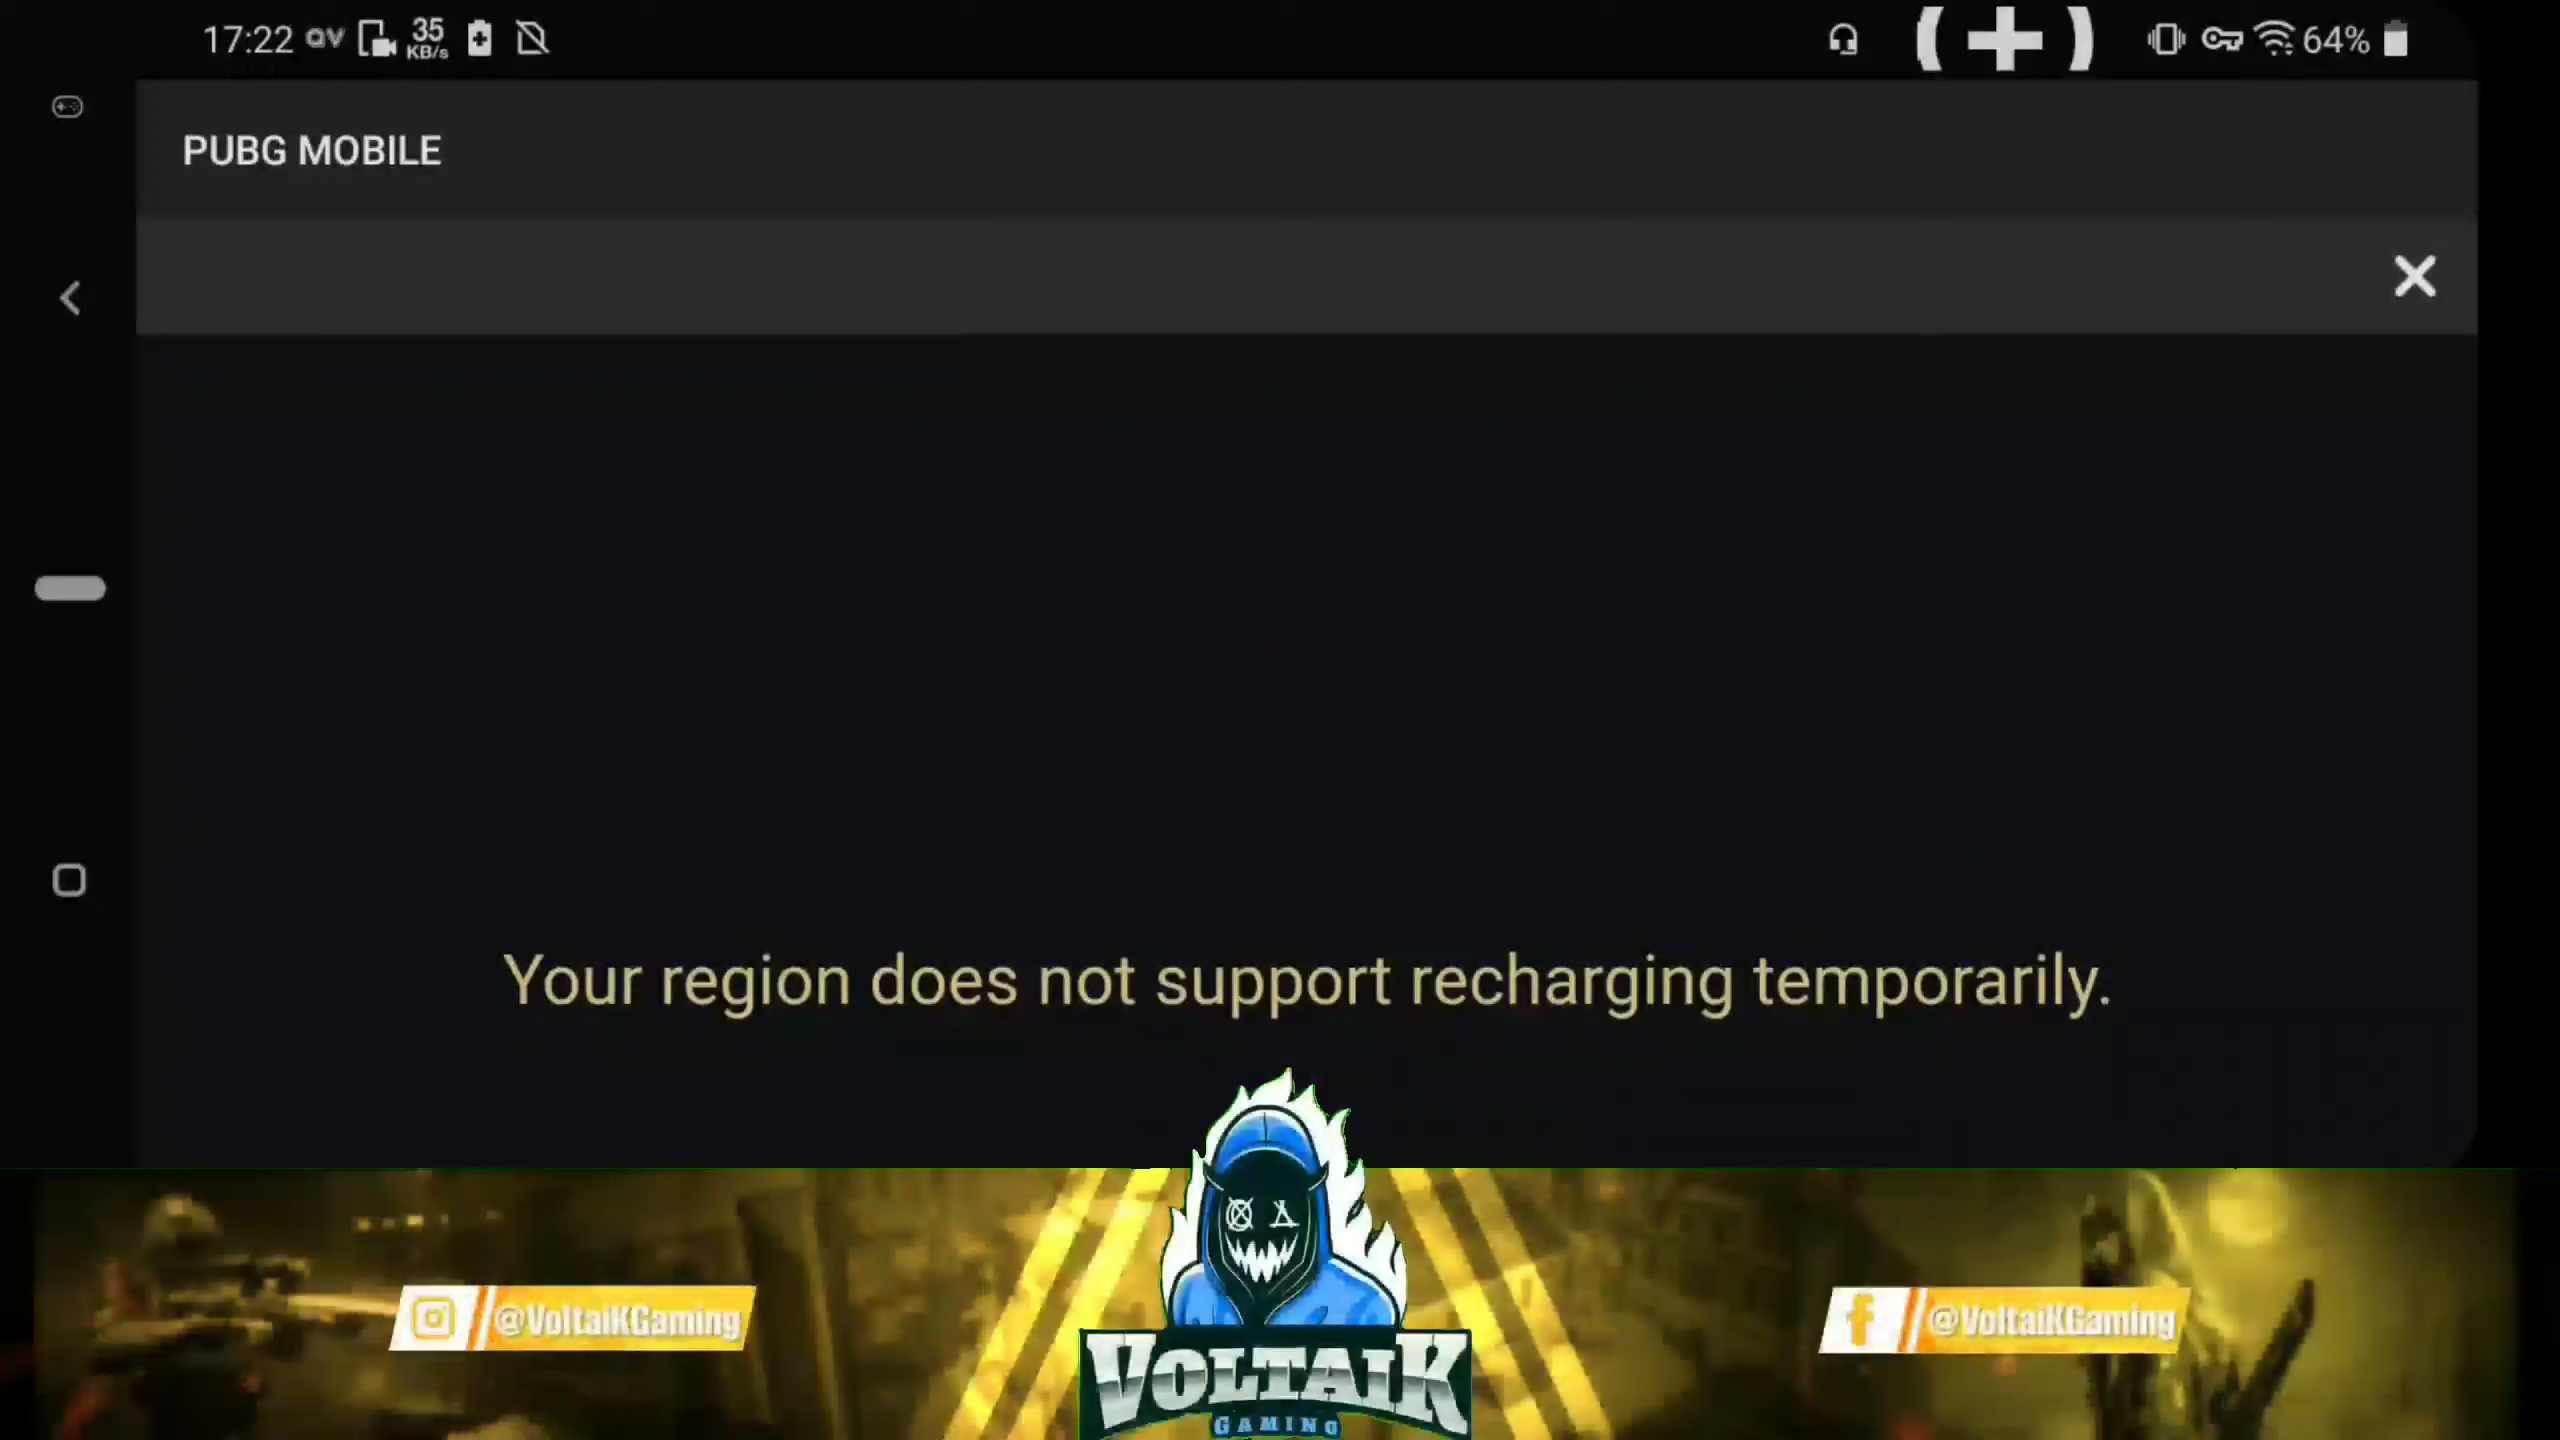 17:22 35 KB/s 64%
PUBG MOBILE
Your region does not support recharging temporarily.
@VoltaiKGaming
@VoltaiKGaming
VOLTAIK
GAMING